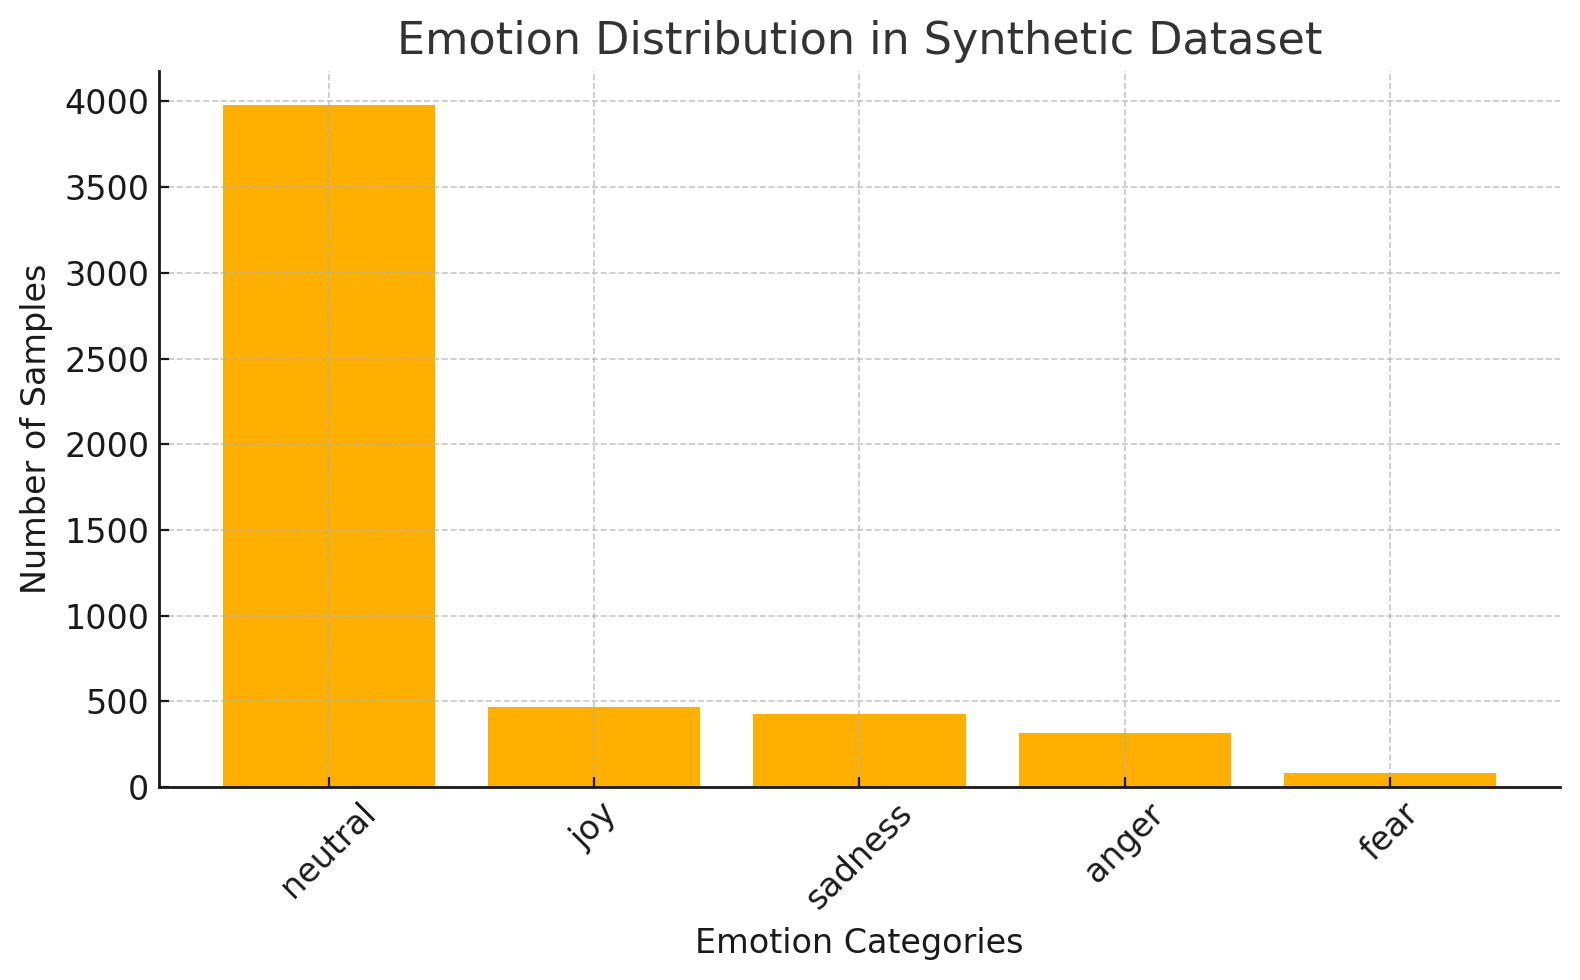 Emotion Distribution in Synthetic Dataset
Number of Samples
4000
3500
3000
2500
2000
1500
1000
500
0
neutral
joy
sadness
anger
fear
Emotion Categories